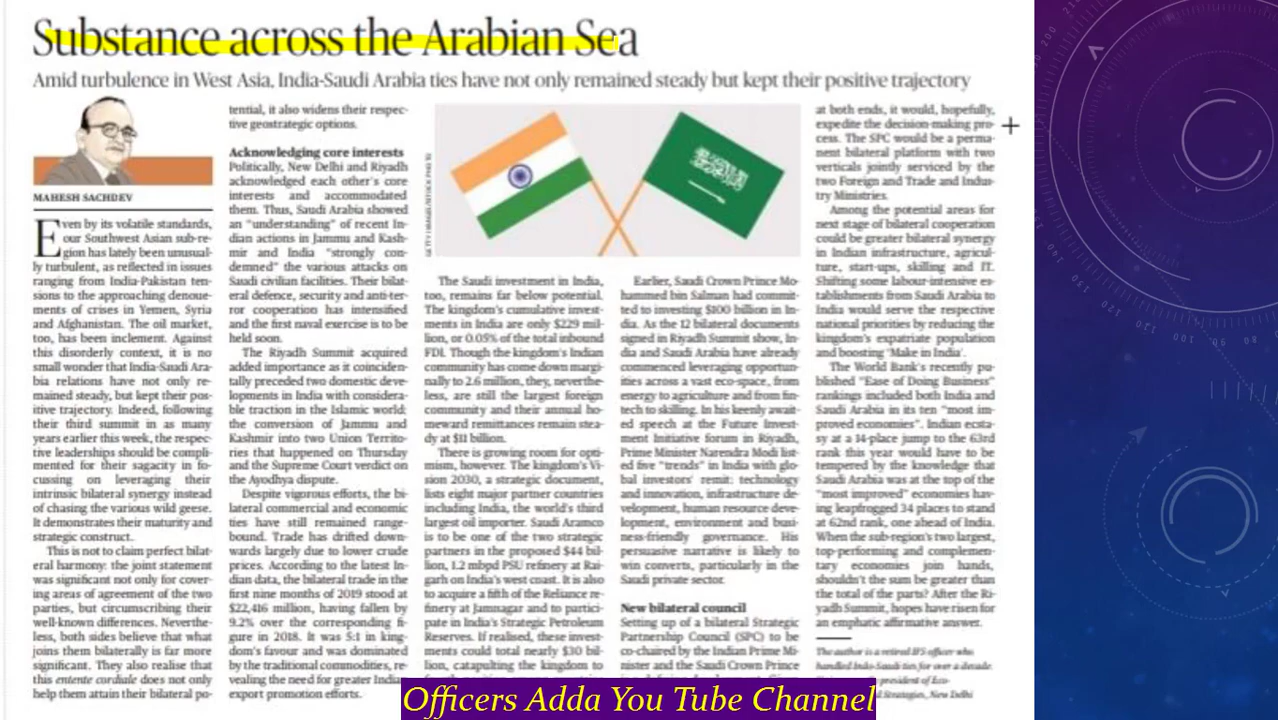 Substance across the Arabian Sea
Amid turbulence in West Asia, India-Saudi Arabia ties have not only remained steady but kept their positive trajectory
MAHESH SACHDEV
Even by its volatile standards,
our Southwest Asian sub-re-
gion has lately been unusual-
ly turbulent, as reflected in issues
ranging from India-Pakistan ten-
sions to the approaching denoue-
ments of crises in Yemen, Syria
and Afghanistan. The oil market,
too, has been inclement. Against
this disorderly context, it is no
small wonder that India-Saudi Ara-
bia relations have not only re-
mained steady, but kept their pos-
itive trajectory. Indeed, following
their third summit in as many
years earlier this week, the respec-
tive leaderships should be compli-
mented for their sagacity in fo-
cussing on leveraging their
intrinsic bilateral synergy instead
of chasing the various wild geese.
It demonstrates their maturity and
strategic construct.
This is not to claim perfect bilat-
eral harmony: the joint statement
was significant not only for cover-
ing areas of agreement of the two
parties, but circumscribing their
well-known differences. Neverthe-
less, both sides believe that what
joins them bilaterally is far more
significant. They also realise that
this entente cordiale does not only
help them attain their bilateral po-
tential, it also widens their respec-
tive geostrategic options.
Acknowledging core interests
Politically, New Delhi and Riyadh
acknowledged each other's core
interests and accommodated
them. Thus, Saudi Arabia showed
an "understanding" of recent In-
dian actions in Jammu and Kash-
mir and India "strongly con-
demned" the various attacks on
Saudi civilian facilities. Their bilat-
eral defence, security and anti-ter-
ror cooperation has intensified
and the first naval exercise is to be
held soon.
The Riyadh Summit acquired
added importance as it coinciden-
tally preceded two domestic deve-
lopments in India with considera-
ble traction in the Islamic world:
the conversion of Jammu and
Kashmir into two Union Territo-
ries that happened on Thursday
and the Supreme Court verdict on
the Ayodhya dispute.
Despite vigorous efforts, the bi-
lateral commercial and economic
ties have still remained range-
bound. Trade has drifted down-
wards largely due to lower crude
prices. According to the latest In-
dian data, the bilateral trade in the
first nine months of 2019 stood at
$22,416 million, having fallen by
9.2% over the corresponding fi-
gure in 2018. It was 5:1 in king-
dom's favour and was dominated
by the traditional commodities, re-
vealing the need for greater Indian
export promotion efforts.
The Saudi investment in India,
too, remains far below potential.
The kingdom's cumulative invest-
ments in India are only $229 mil-
lion, or 0.05% of the total inbound
FDI. Though the kingdom's Indian
community has come down margi-
nally to 2.6 million, they, neverthe-
less, are still the largest foreign
community and their annual ho-
meward remittances remain stea-
dy at $11 billion.
There is growing room for opti-
mism, however. The kingdom's Vi-
sion 2030, a strategic document,
lists eight major partner countries
including India, the world's third
largest oil importer. Saudi Aramco
is to be one of the two strategic
partners in the proposed $44 bil-
lion, 1.2 mbpd PSU refinery at Rai-
garh on India's west coast. It is also
to acquire a fifth of the Reliance re-
finery at Jamnagar and to partici-
pate in India's Strategic Petroleum
Reserves. If realised, these invest-
ments could total nearly $30 bil-
lion, catapulting the kingdom to
Earlier, Saudi Crown Prince Mo-
hammed bin Salman had commit-
ted to investing $100 billion in In-
dia. As the 12 bilateral documents
signed in Riyadh Summit show, In-
dia and Saudi Arabia have already
commenced leveraging opportun-
ities across a vast eco-space, from
energy to agriculture and from fin-
tech to skilling. In his keenly await-
ed speech at the Future Invest-
ment Initiative forum in Riyadh,
Prime Minister Narendra Modi list-
ed five "trends" in India with glo-
bal investors' remit: technology
and innovation, infrastructure de-
velopment, human resource deve-
lopment, environment and busi-
ness-friendly governance. His
persuasive narrative is likely to
win converts, particularly in the
Saudi private sector.
New bilateral council
Setting up of a bilateral Strategic
Partnership Council (SPC) to be
co-chaired by the Indian Prime Mi-
nister and the Saudi Crown Prince
at both ends, it would, hopefully,
expedite the decision-making pro-
cess. The SPC would be a perma-
nent bilateral platform with two
verticals jointly serviced by the
two Foreign and Trade and Indus-
try Ministries.
Among the potential areas for
next stage of bilateral cooperation
could be greater bilateral synergy
in Indian infrastructure, agricul-
ture, start-ups, skilling and IT.
Shifting some labour-intensive es-
tablishments from Saudi Arabia to
India would serve the respective
national priorities by reducing the
kingdom's expatriate population
and boosting 'Make in India'.
The World Bank's recently pu-
blished "Ease of Doing Business"
rankings included both India and
Saudi Arabia in its ten "most im-
proved economies". Indian ecsta-
sy at a 14-place jump to the 63rd
rank this year would have to be
tempered by the knowledge that
Saudi Arabia was at the top of the
"most improved" economies hav-
ing leapfrogged 34 places to stand
at 62nd rank, one ahead of India.
When the sub-region's two largest,
top-performing and complemen-
tary economies join hands,
shouldn't the sum be greater than
the total of the parts? After the Ri-
yadh Summit, hopes have risen for
an emphatic affirmative answer.
The author is a retired IFS officer who
handled Indo-Saudi ties for over a decade.
president of Eco-
Strategies, New Delhi
Officers Adda You Tube Channel